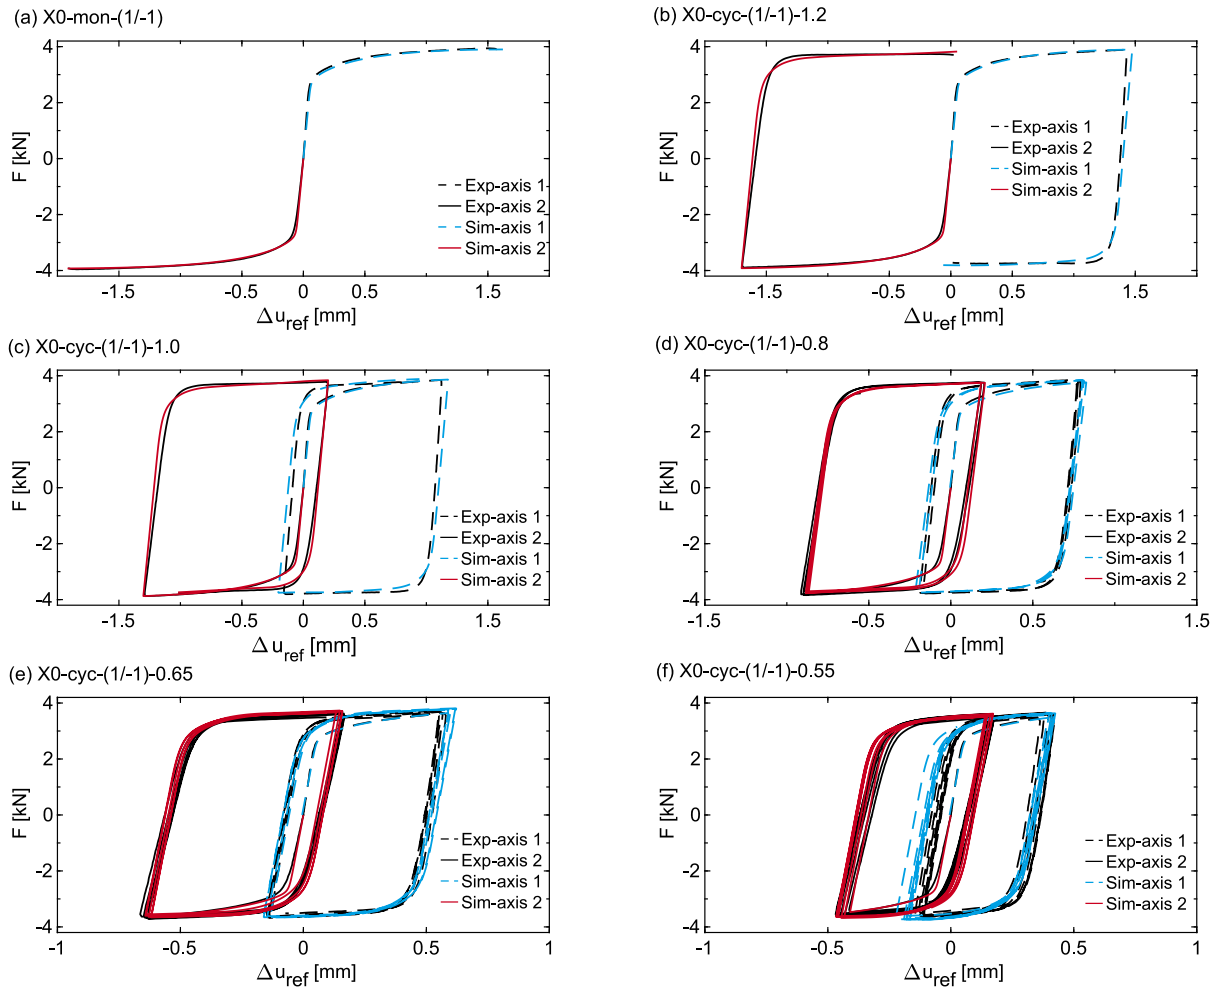 (a) X0-mon-(1/-1)
4
2
0
-2
-4
F [kN]
-1.5
-0.5
0
0.5
1.5
Δu_ref [mm]
Exp-axis 1
Exp-axis 2
Sim-axis 1
Sim-axis 2
(b) X0-cyc-(1/-1)-1.2
4
2
0
-2
-4
F [kN]
-1.5
-0.5
0
0.5
1.5
Δu_ref [mm]
Exp-axis 1
Exp-axis 2
Sim-axis 1
Sim-axis 2
(c) X0-cyc-(1/-1)-1.0
4
2
0
-2
-4
F [kN]
-1.5
-0.5
0
0.5
1.5
Δu_ref [mm]
Exp-axis 1
Exp-axis 2
Sim-axis 1
Sim-axis 2
(d) X0-cyc-(1/-1)-0.8
4
2
0
-2
-4
F [kN]
-1.5
-0.5
0
0.5
1.5
Δu_ref [mm]
Exp-axis 1
Exp-axis 2
Sim-axis 1
Sim-axis 2
(e) X0-cyc-(1/-1)-0.65
4
2
0
-2
-4
F [kN]
-1
-0.5
0
0.5
1
Δu_ref [mm]
Exp-axis 1
Exp-axis 2
Sim-axis 1
Sim-axis 2
(f) X0-cyc-(1/-1)-0.55
4
2
0
-2
-4
F [kN]
-1
-0.5
0
0.5
1
Δu_ref [mm]
Exp-axis 1
Exp-axis 2
Sim-axis 1
Sim-axis 2